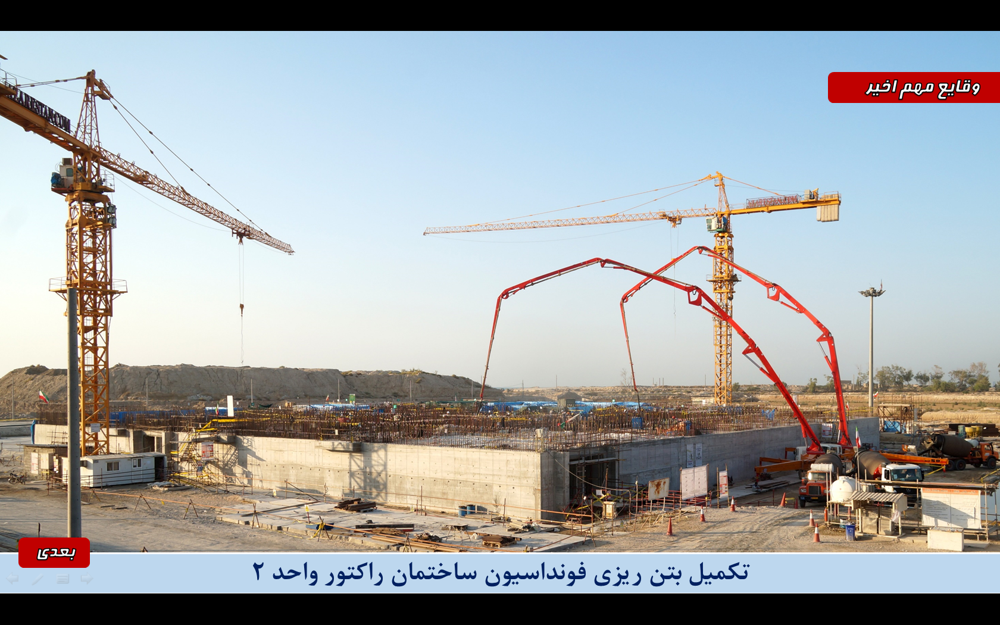 وقایع مهم اخیر
بعدی
تکمیل بتن ریزی فونداسیون ساختمان راکتور واحد ۲